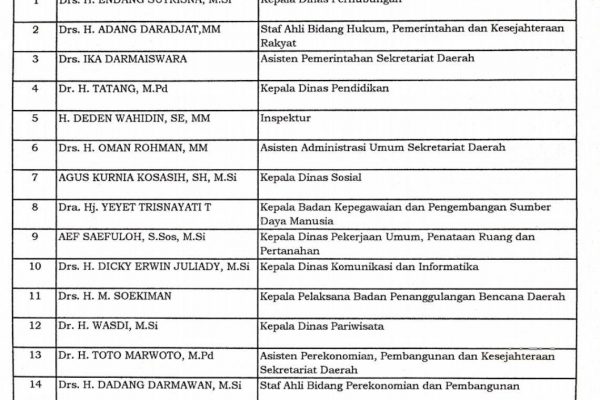 1 Drs. H. ENDANG SUTRISNA, M.Si Kepala Dinas Perhubungan
2 Drs. H. ADANG DARADJAT,MM Staf Ahli Bidang Hukum, Pemerintahan dan Kesejahteraan
Rakyat
3 Drs. IKA DARMAISWARA Asisten Pemerintahan Sekretariat Daerah
4 Dr. H. TATANG, M.Pd Kepala Dinas Pendidikan
5 H. DEDEN WAHIDIN, SE, MM Inspektur
6 Drs. H. OMAN ROHMAN, MM Asisten Administrasi Umum Sekretariat Daerah
7 AGUS KURNIA KOSASIH, SH, M.Si Kepala Dinas Sosial
8 Dra. Hj. YEYET TRISNAYATI T Kepala Badan Kepegawaian dan Pengembangan Sumber
Daya Manusia
9 AEF SAEFULOH, S.Sos, M.Si Kepala Dinas Pekerjaan Umum, Penataan Ruang dan
Pertanahan
10 Drs. H. DICKY ERWIN JULIADY, M.Si Kepala Dinas Komunikasi dan Informatika
11 Drs. H. M. SOEKIMAN Kepala Pelaksana Badan Penanggulangan Bencana Daerah
12 Dr. H. WASDI, M.Si Kepala Dinas Pariwisata
13 Dr. H. TOTO MARWOTO, M.Pd Asisten Perekonomian, Pembangunan dan Kesejahteraan
Sekretariat Daerah
14 Drs. H. DADANG DARMAWAN, M.Si Staf Ahli Bidang Perekonomian dan Pembangunan